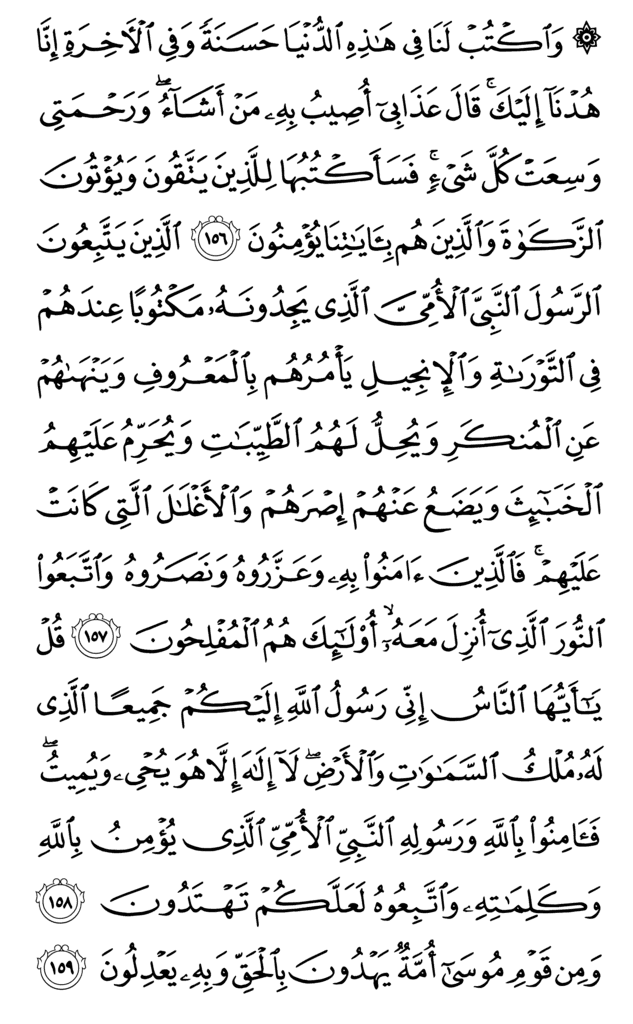 ۞ وَٱكۡتُبۡ لَنَا فِي هَٰذِهِ ٱلدُّنۡيَا حَسَنَةٗ وَفِي ٱلۡأٓخِرَةِ إِنَّا
هُدۡنَآ إِلَيۡكَۚ قَالَ عَذَابِيٓ أُصِيبُ بِهِۦ مَنۡ أَشَآءُۖ وَرَحۡمَتِي
وَسِعَتۡ كُلَّ شَيۡءٖۚ فَسَأَكۡتُبُهَا لِلَّذِينَ يَتَّقُونَ وَيُؤۡتُونَ
ٱلزَّكَوٰةَ وَٱلَّذِينَ هُم بِـَٔايَٰتِنَا يُؤۡمِنُونَ ١٥٦ ٱلَّذِينَ يَتَّبِعُونَ
ٱلرَّسُولَ ٱلنَّبِيَّ ٱلۡأُمِّيَّ ٱلَّذِي يَجِدُونَهُۥ مَكۡتُوبًا عِندَهُمۡ
فِي ٱلتَّوۡرَىٰةِ وَٱلۡإِنجِيلِ يَأۡمُرُهُم بِٱلۡمَعۡرُوفِ وَيَنۡهَىٰهُمۡ
عَنِ ٱلۡمُنكَرِ وَيُحِلُّ لَهُمُ ٱلطَّيِّبَٰتِ وَيُحَرِّمُ عَلَيۡهِمُ
ٱلۡخَبَٰٓئِثَ وَيَضَعُ عَنۡهُمۡ إِصۡرَهُمۡ وَٱلۡأَغۡلَٰلَ ٱلَّتِي كَانَتۡ
عَلَيۡهِمۡۚ فَٱلَّذِينَ ءَامَنُواْ بِهِۦ وَعَزَّرُوهُ وَنَصَرُوهُ وَٱتَّبَعُواْ
ٱلنُّورَ ٱلَّذِيٓ أُنزِلَ مَعَهُۥٓۙ أُوْلَٰٓئِكَ هُمُ ٱلۡمُفۡلِحُونَ ١٥٧ قُلۡ
يَٰٓأَيُّهَا ٱلنَّاسُ إِنِّي رَسُولُ ٱللَّهِ إِلَيۡكُمۡ جَمِيعًا ٱلَّذِي
لَهُۥ مُلۡكُ ٱلسَّمَٰوَٰتِ وَٱلۡأَرۡضِۖ لَآ إِلَٰهَ إِلَّا هُوَ يُحۡيِۦ وَيُمِيتُۖ
فَـَٔامِنُواْ بِٱللَّهِ وَرَسُولِهِ ٱلنَّبِيِّ ٱلۡأُمِّيِّ ٱلَّذِي يُؤۡمِنُ بِٱللَّهِ
وَكَلِمَٰتِهِۦ وَٱتَّبِعُوهُ لَعَلَّكُمۡ تَهۡتَدُونَ ١٥٨
وَمِن قَوۡمِ مُوسَىٰٓ أُمَّةٞ يَهۡدُونَ بِٱلۡحَقِّ وَبِهِۦ يَعۡدِلُونَ ١٥٩